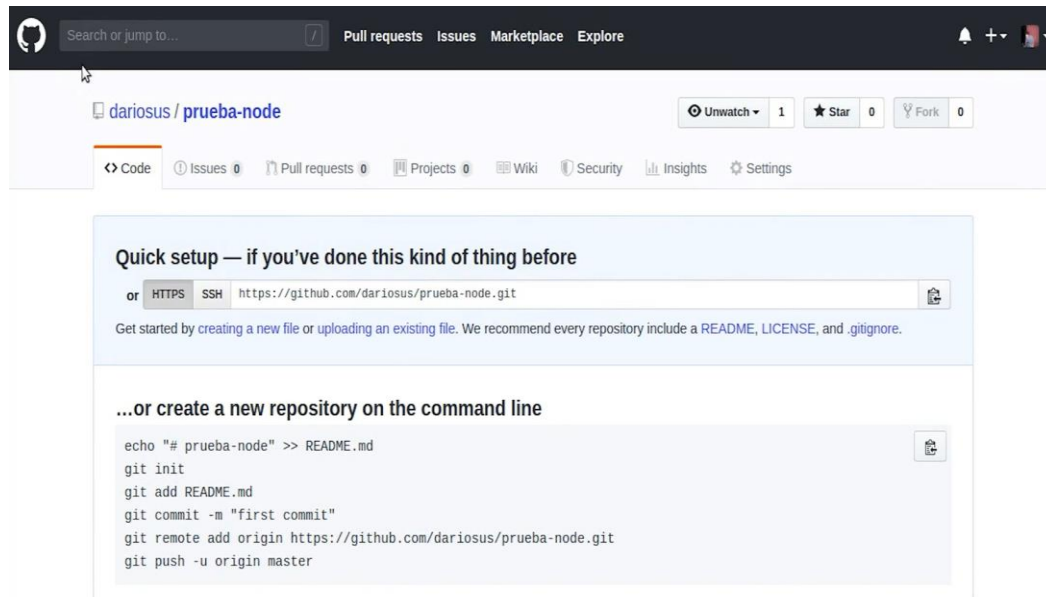 Search or jump to... / Pull requests Issues Marketplace Explore
dariosus / prueba-node Unwatch 1 Star 0 Fork 0
Code Issues 0 Pull requests 0 Projects 0 Wiki Security Insights Settings
Quick setup — if you've done this kind of thing before
or HTTPS SSH https://github.com/dariosus/prueba-node.git
Get started by creating a new file or uploading an existing file. We recommend every repository include a README, LICENSE, and .gitignore.
…or create a new repository on the command line
echo "# prueba-node" >> README.md
git init
git add README.md
git commit -m "first commit"
git remote add origin https://github.com/dariosus/prueba-node.git
git push -u origin master